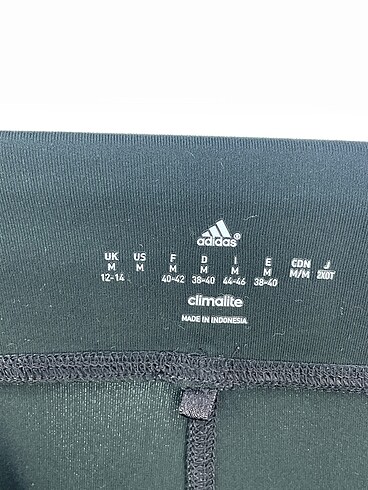 adidas®
UK US F D I E CDN J
M M M M M M M/M 2XOT
12-14 40-42 38-40 44-46 38-40
climalite
MADE IN INDONESIA